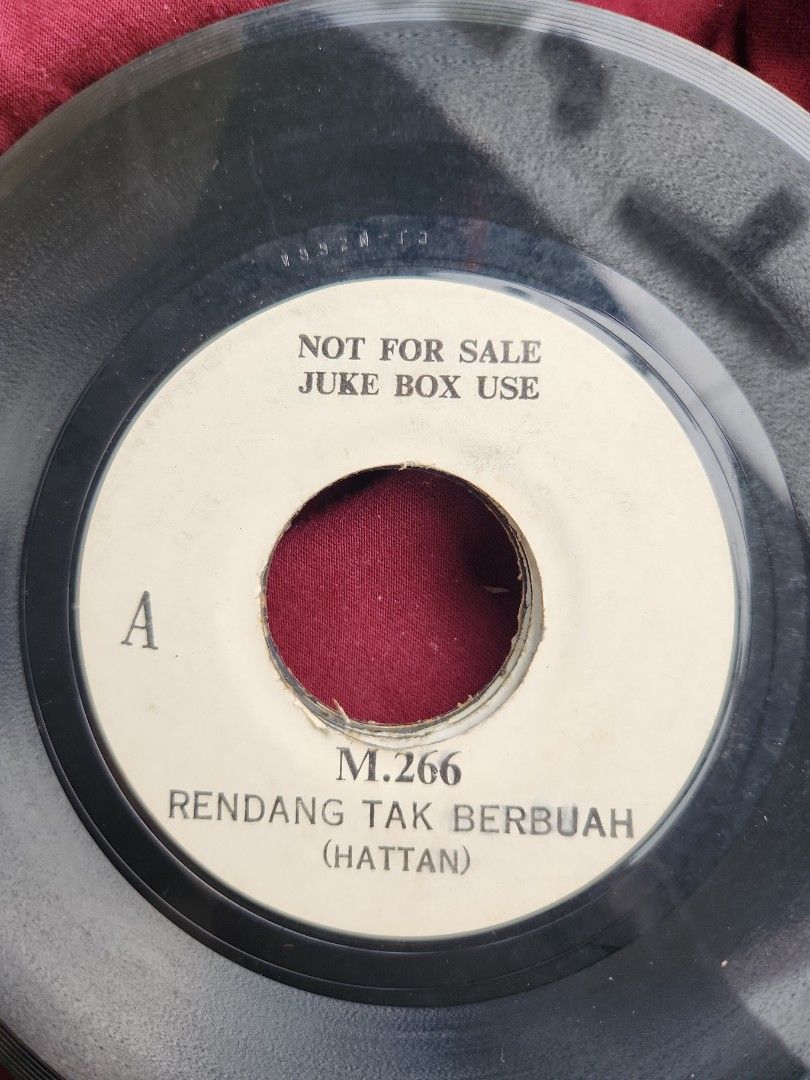 NOT FOR SALE
JUKE BOX USE
A
M.266
RENDANG TAK BERBUAH
(HATTAN)